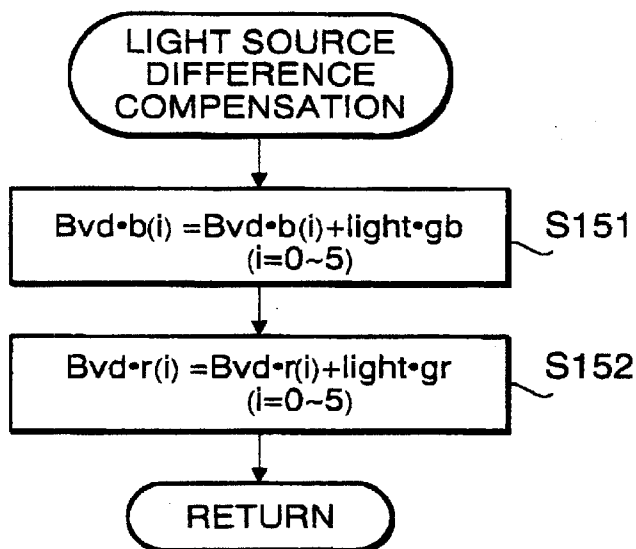 LIGHT SOURCE
DIFFERENCE
COMPENSATION
Bvd•b(i) =Bvd•b(i)+light•gb
(i=0~5)
S151
Bvd•r(i) =Bvd•r(i)+light•gr
(i=0~5)
S152
RETURN